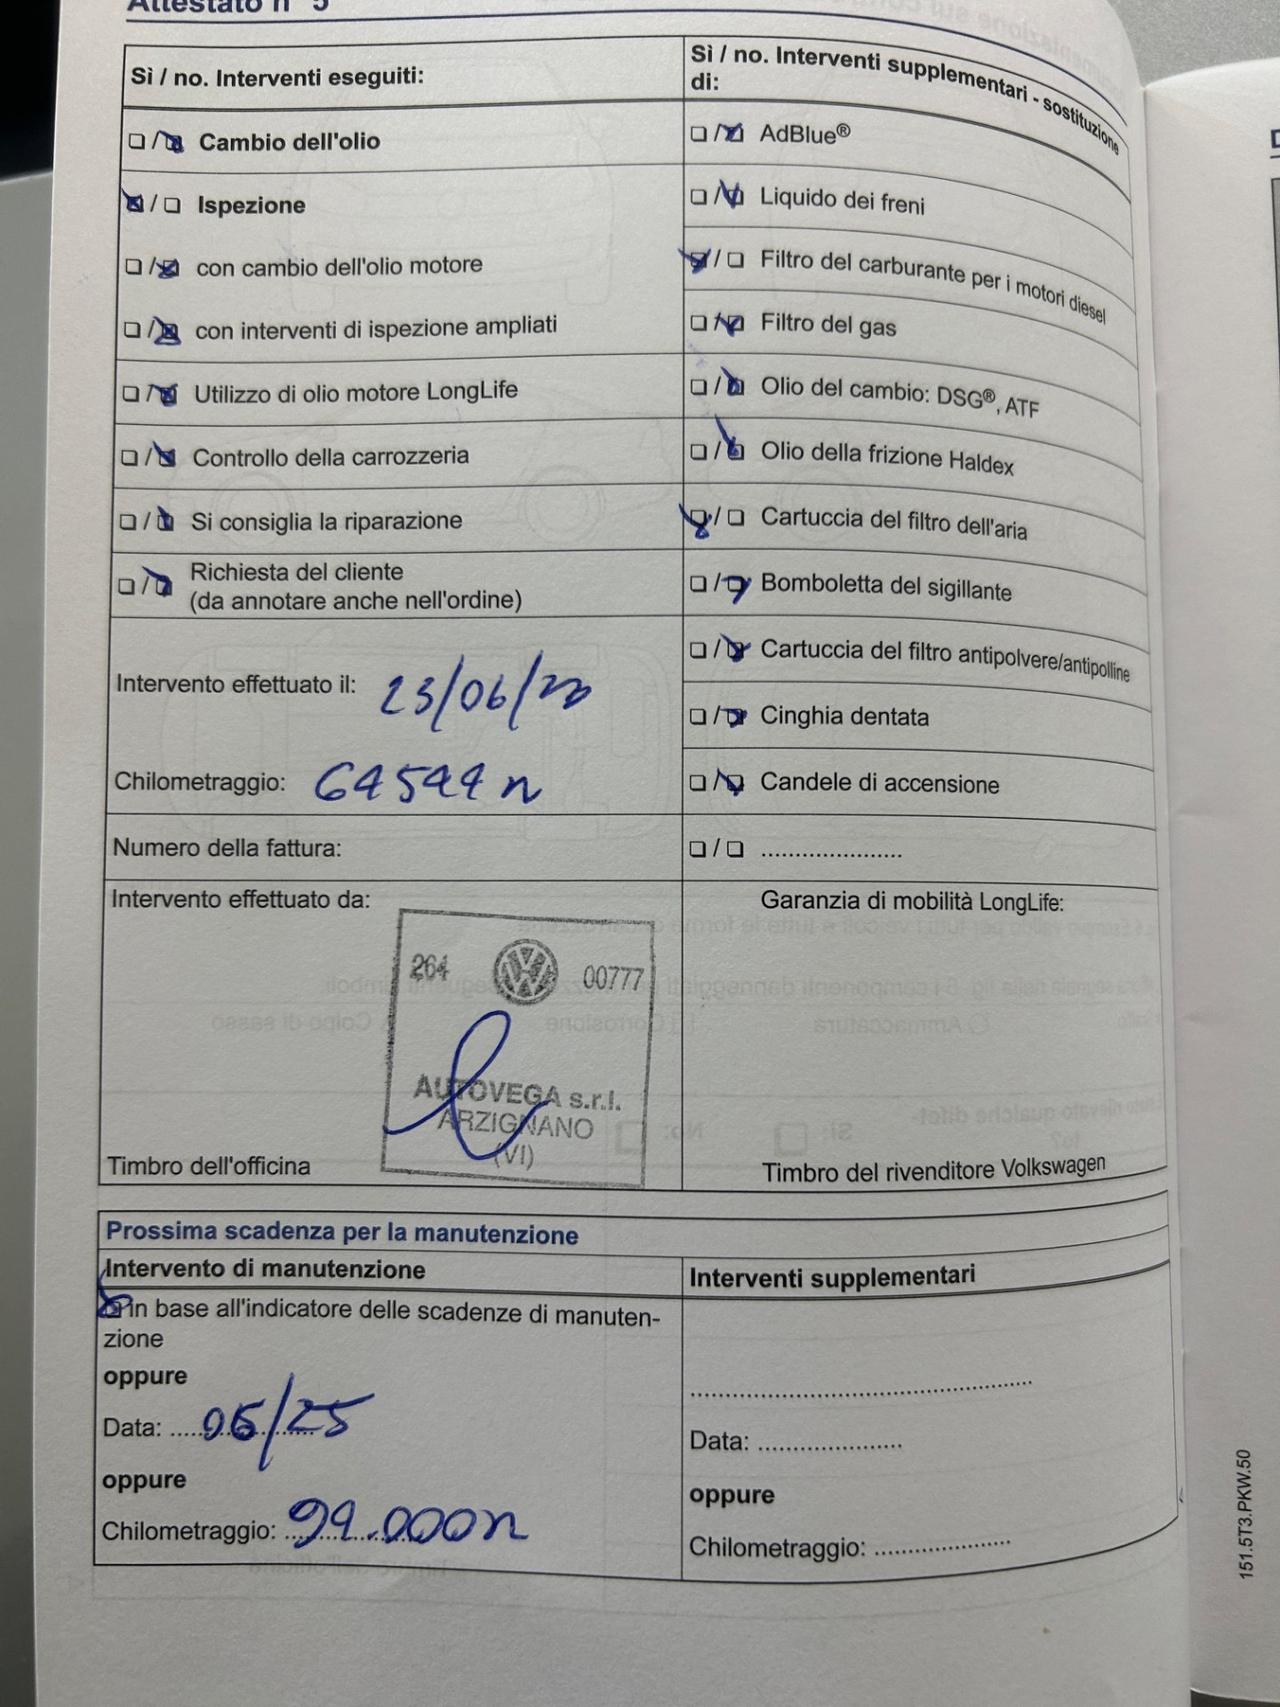 Attestato n° 5
Sì / no. Interventi eseguiti:
☐ / ☒ Cambio dell'olio
☒ / ☐ Ispezione
☐ / ☒ con cambio dell'olio motore
☐ / ☒ con interventi di ispezione ampliati
☐ / ☒ Utilizzo di olio motore LongLife
☐ / ☒ Controllo della carrozzeria
☐ / ☒ Si consiglia la riparazione
☐ / ☒ Richiesta del cliente
(da annotare anche nell'ordine)
Intervento effettuato il: 23/06/23
Chilometraggio: 64544
Numero della fattura:
Intervento effettuato da:
264 00777
AUTOVEGA s.r.l.
ARZIGNANO
(VI)
Timbro dell'officina
Sì / no. Interventi supplementari - sostituzione
di:
☐ / ☒ AdBlue®
☐ / ☒ Liquido dei freni
☒ / ☐ Filtro del carburante per i motori diesel
☐ / ☒ Filtro del gas
☐ / ☒ Olio del cambio: DSG®, ATF
☐ / ☒ Olio della frizione Haldex
☒ / ☐ Cartuccia del filtro dell'aria
☐ / ☒ Bomboletta del sigillante
☐ / ☒ Cartuccia del filtro antipolvere/antipolline
☐ / ☒ Cinghia dentata
☐ / ☒ Candele di accensione
☐ / ☐ .....................
Garanzia di mobilità LongLife:
Timbro del rivenditore Volkswagen
Prossima scadenza per la manutenzione
Intervento di manutenzione
☒ in base all'indicatore delle scadenze di manuten-
zione
oppure
Data: 06/25
oppure
Chilometraggio: 94.000
Interventi supplementari
.....................
Data: .....................
oppure
Chilometraggio: .....................
151.5T3.PKW.50